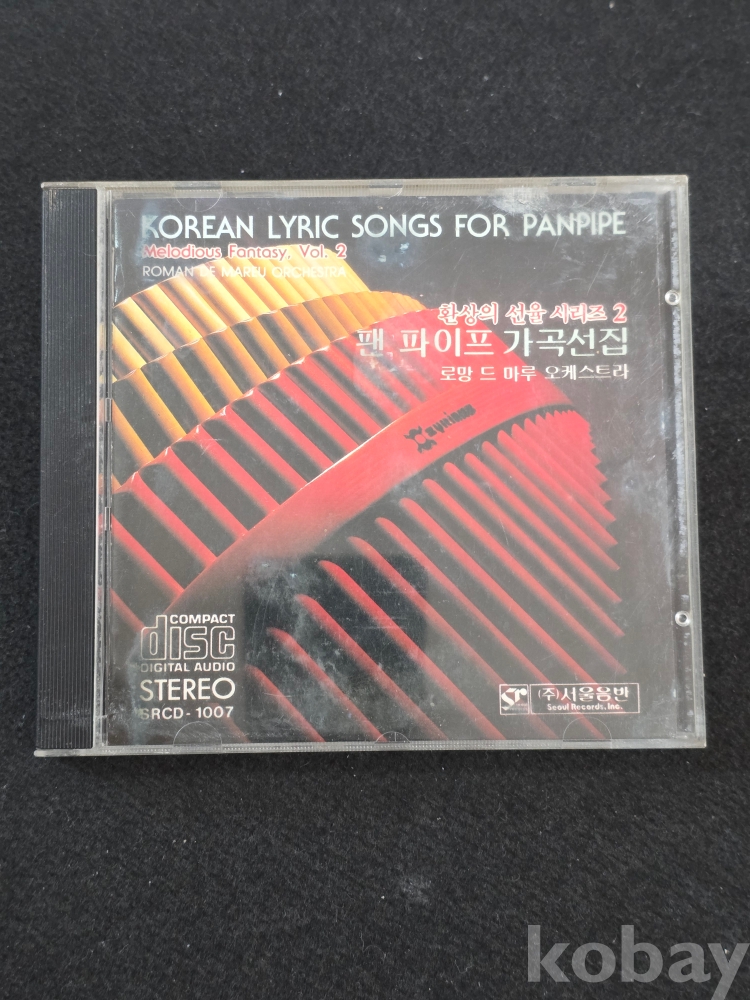 KOREAN LYRIC SONGS FOR PANPIPE
Melodious Fantasy, Vol. 2
ROMAN DE MAREU ORCHESTRA
환상의 선율 시리즈 2
팬 파이프 가곡선집
로망 드 마루 오케스트라
COMPACT
disc
DIGITAL AUDIO
STEREO
SRCD-1007
sr
(주)서울음반
Seoul Records, Inc.
kobay